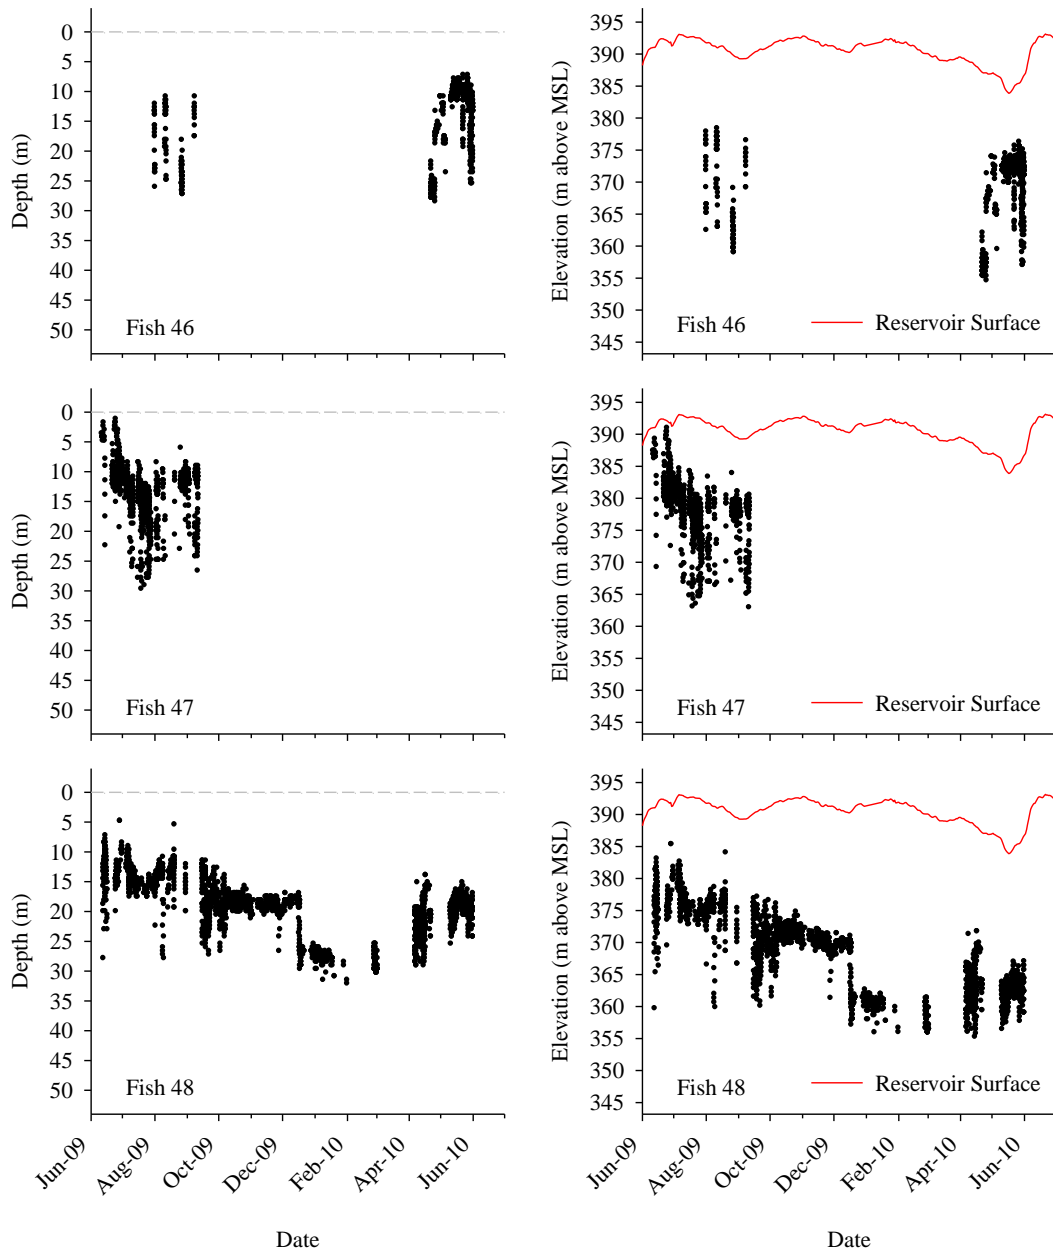 0
5
10
15
20
25
30
35
40
45
50
Depth (m)
Fish 46
395
390
385
380
375
370
365
360
355
350
345
Elevation (m above MSL)
Fish 46
Reservoir Surface
0
5
10
15
20
25
30
35
40
45
50
Depth (m)
Fish 47
395
390
385
380
375
370
365
360
355
350
345
Elevation (m above MSL)
Fish 47
Reservoir Surface
0
5
10
15
20
25
30
35
40
45
50
Depth (m)
Fish 48
Jun-09
Aug-09
Oct-09
Dec-09
Feb-10
Apr-10
Jun-10
Date
395
390
385
380
375
370
365
360
355
350
345
Elevation (m above MSL)
Fish 48
Reservoir Surface
Jun-09
Aug-09
Oct-09
Dec-09
Feb-10
Apr-10
Jun-10
Date